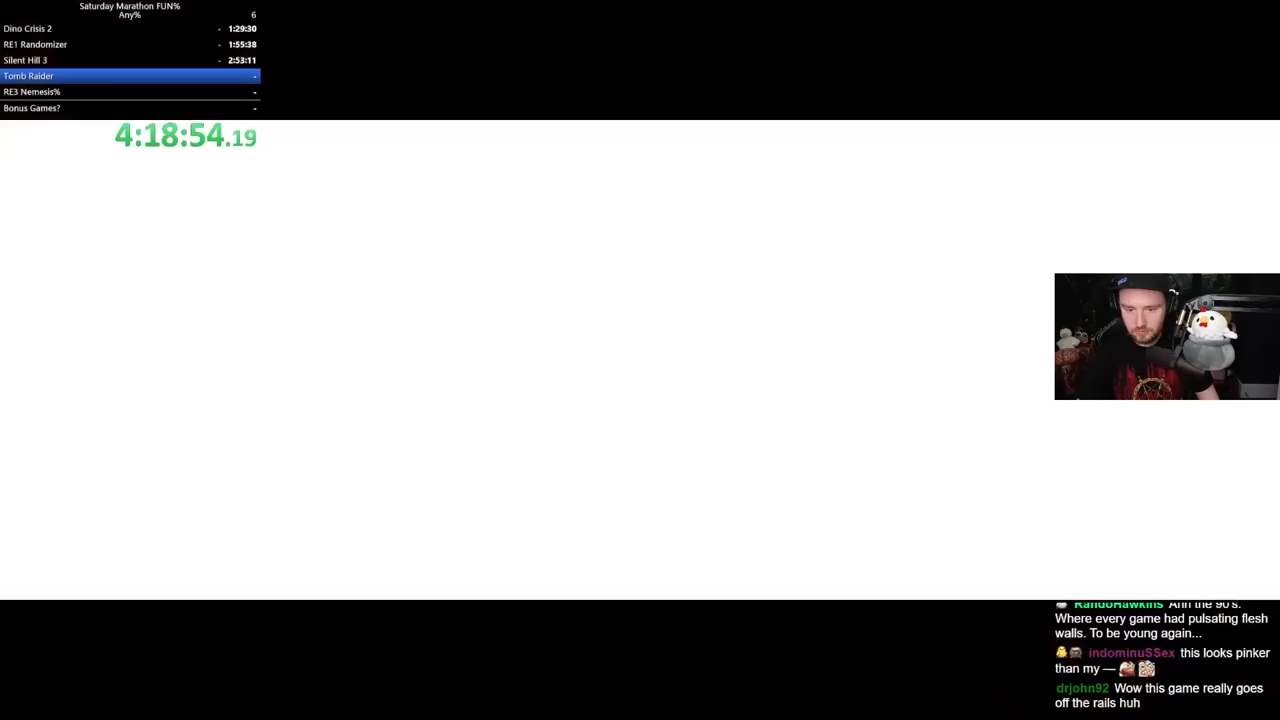 Saturday Marathon FUN%
Any% 6
Dino Crisis 2 - 1:29:30
RE1 Randomizer - 1:55:38
Silent Hill 3 - 2:53:11
Tomb Raider -
RE3 Nemesis% -
Bonus Games? -
4:18:54.19
RandoHawkins Ahh the 90's.
Where every game had pulsating flesh
walls. To be young again...
indominuSSex this looks pinker
than my —
drjohn92 Wow this game really goes
off the rails huh